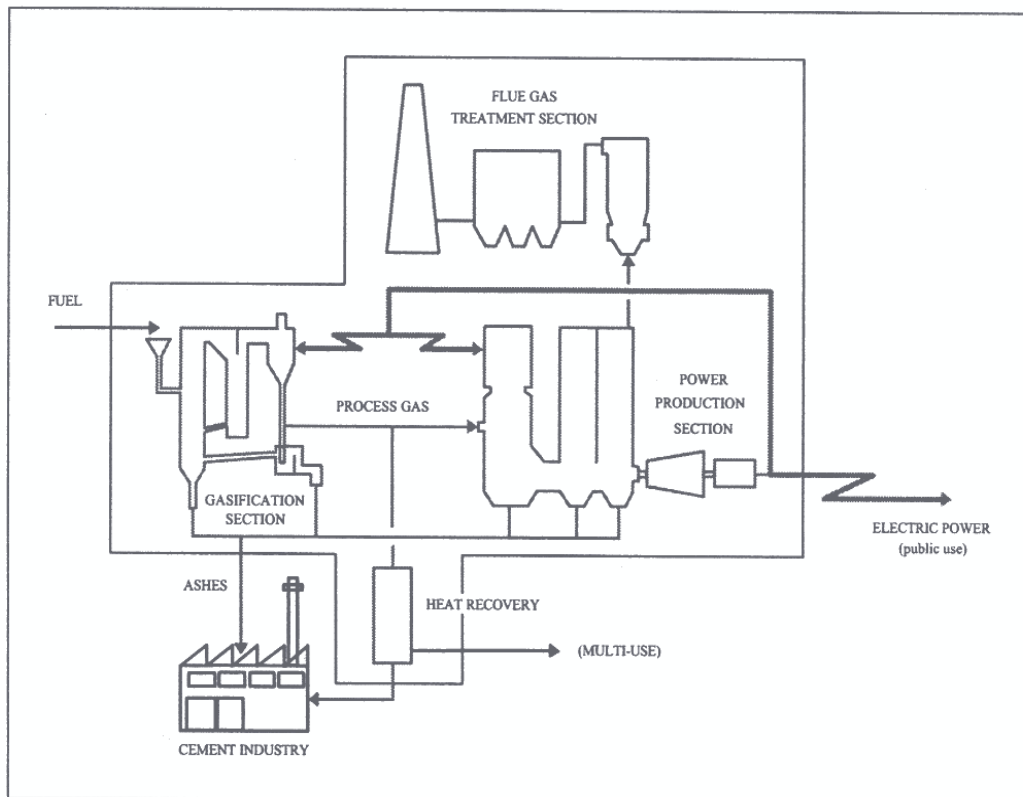 FLUE GAS
TREATMENT SECTION
FUEL
POWER
PRODUCTION
SECTION
PROCESS GAS
GASIFICATION
SECTION
ELECTRIC POWER
(public use)
ASHES
HEAT RECOVERY
(MULTI-USE)
CEMENT INDUSTRY